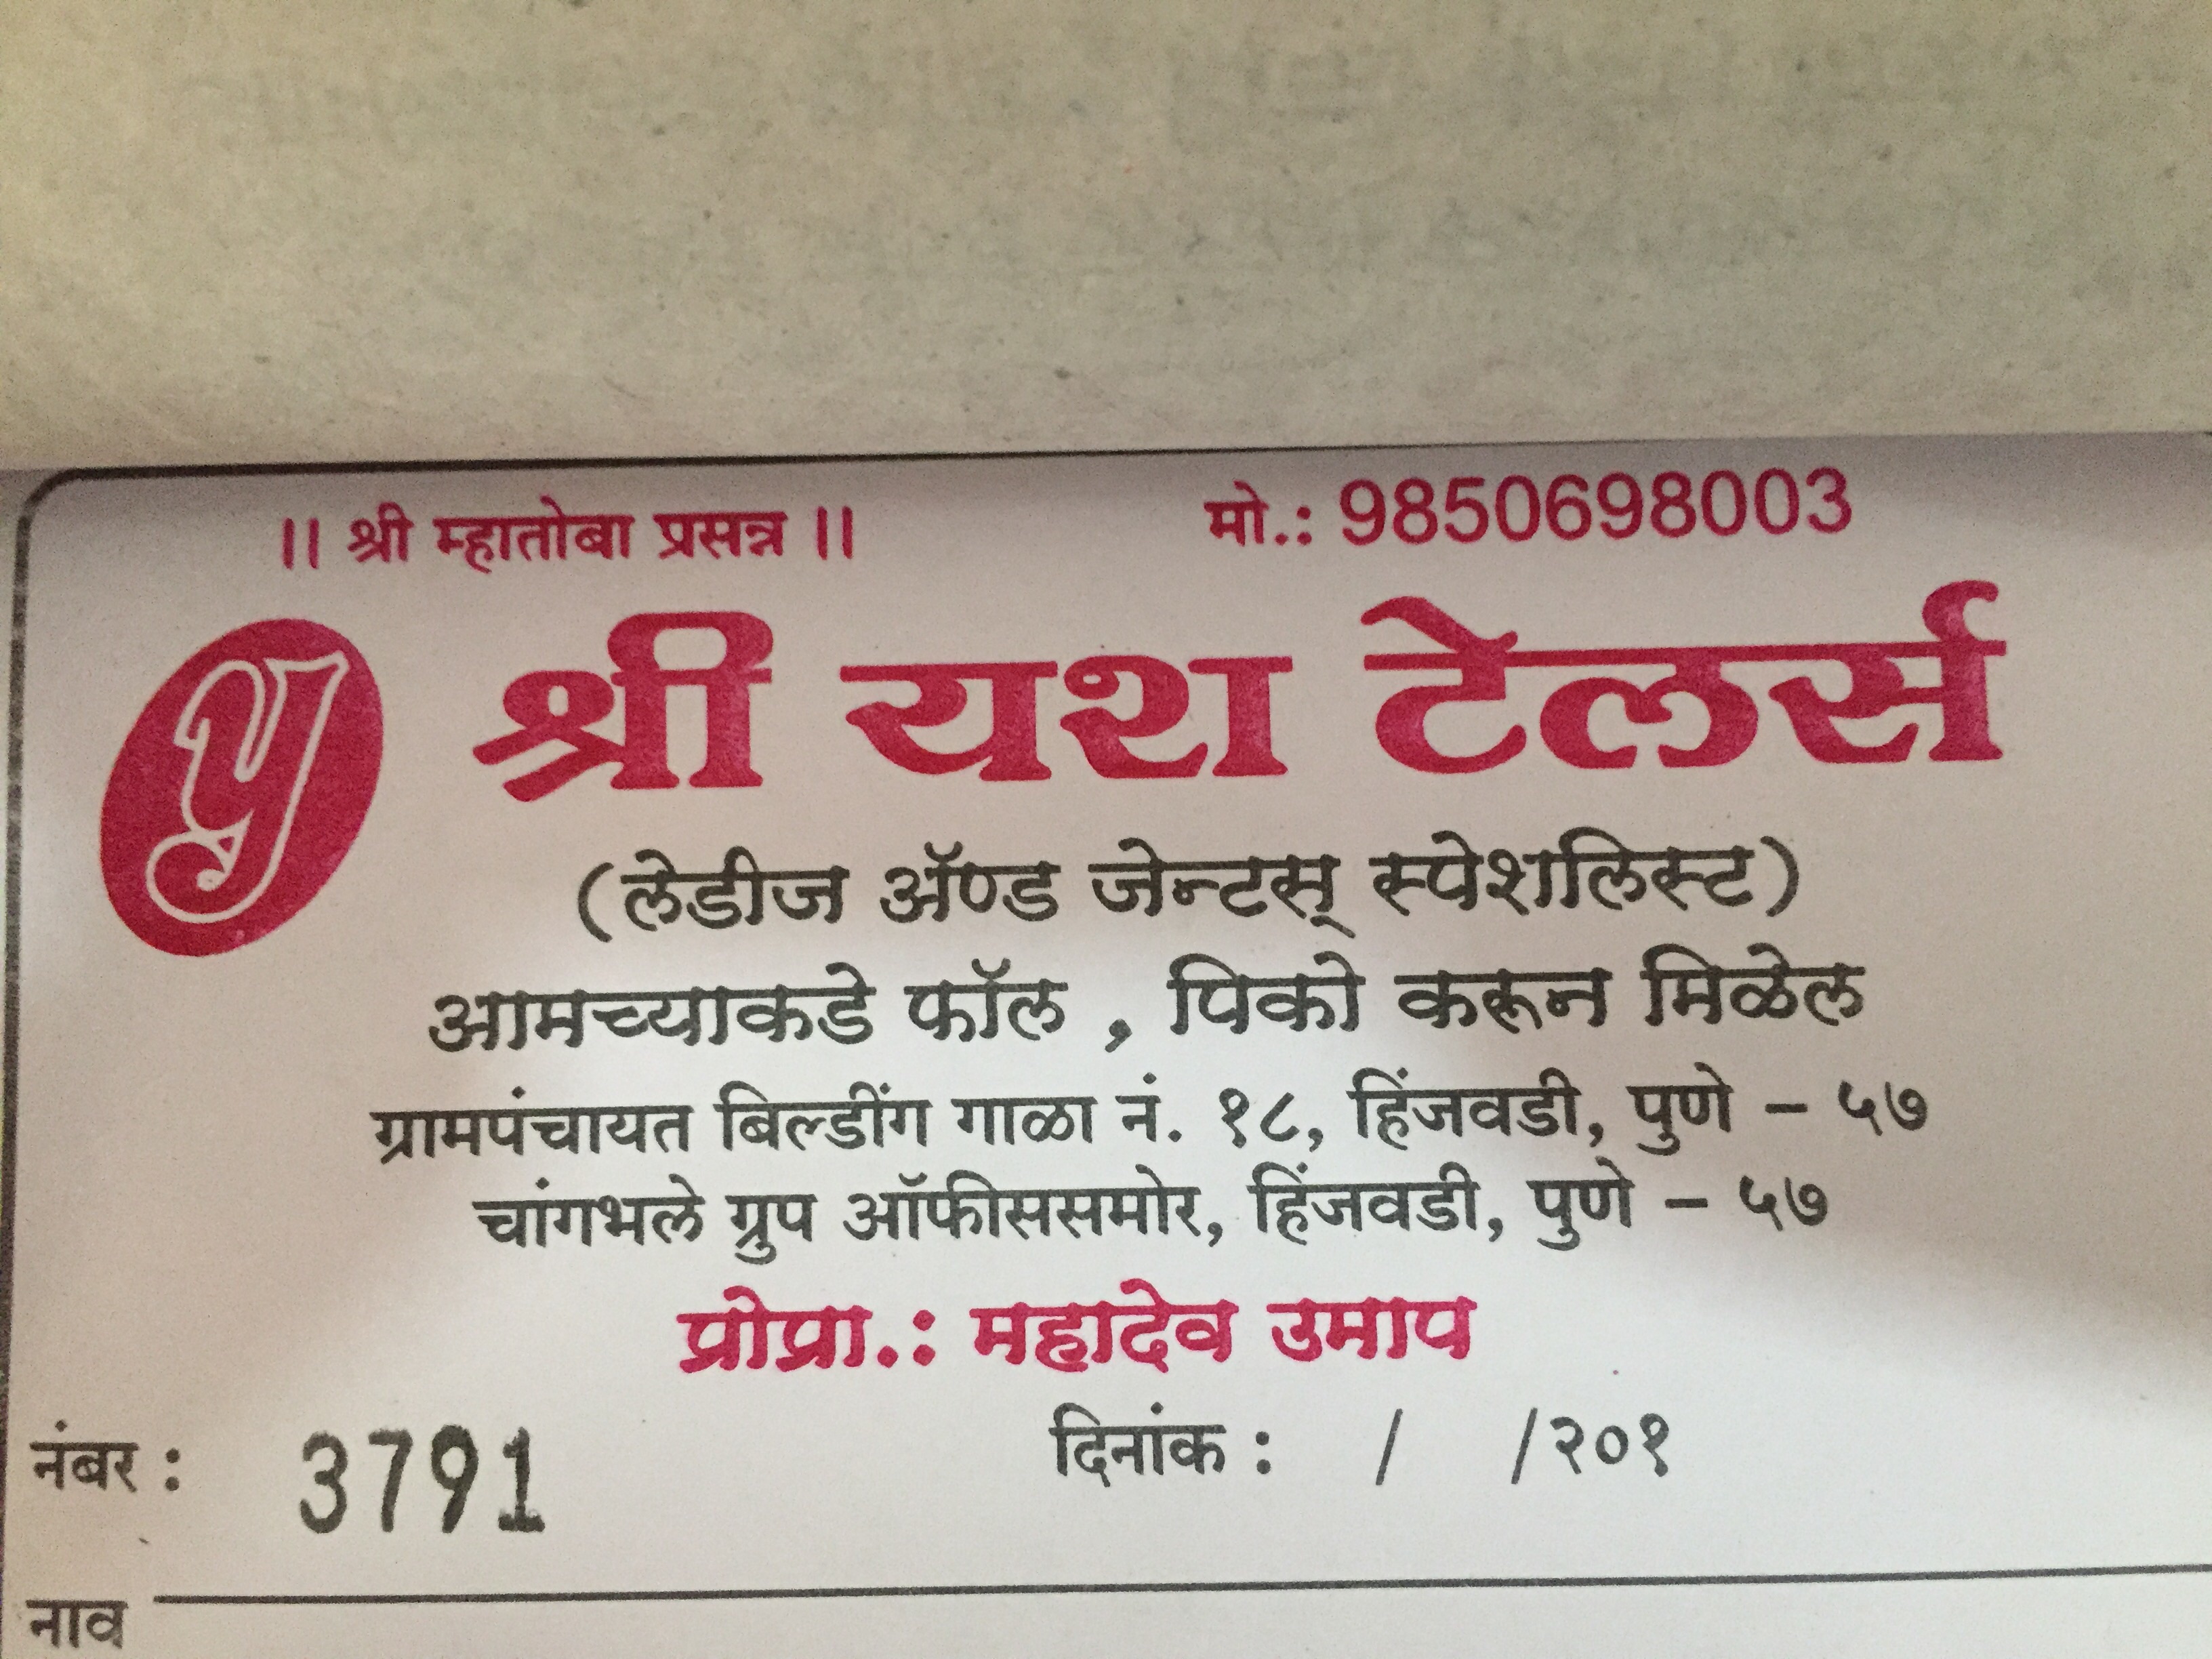 || श्री म्हातोबा प्रसन्न || मो.: 9850698003
y श्री यश टेलर्स
(लेडीज ॲण्ड जेन्टस् स्पेशलिस्ट)
आमच्याकडे फॉल , पिको करून मिळेल
ग्रामपंचायत बिल्डींग गाळा नं. १८, हिंजवडी, पुणे – ५७
चांगभले ग्रुप ऑफीससमोर, हिंजवडी, पुणे – ५७
प्रोप्रा.: महादेव उमाप
नंबर : 3791 दिनांक : / /२०१
नाव